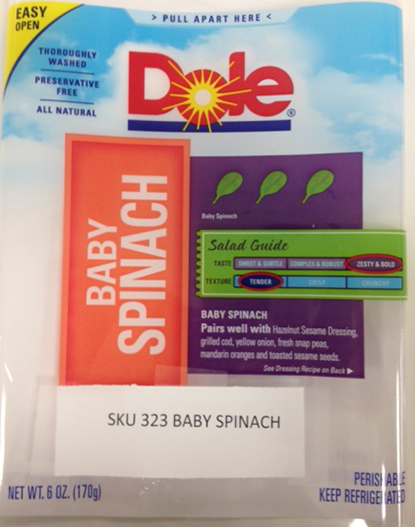 EASY
OPEN
> PULL APART HERE <
THOROUGHLY
WASHED
PRESERVATIVE
FREE
ALL NATURAL
Dole®
BABY
SPINACH
Baby Spinach
Salad Guide
TASTE SWEET & SUBTLE COMPLEX & ROBUST ZESTY & BOLD
TEXTURE TENDER CRISP CRUNCHY
BABY SPINACH
Pairs well with Hazelnut Sesame Dressing,
grilled cod, yellow onion, fresh snap peas,
mandarin oranges and toasted sesame seeds.
See Dressing Recipe on Back ▶
SKU 323 BABY SPINACH
NET WT. 6 OZ. (170g)
PERISHABLE
KEEP REFRIGERATED